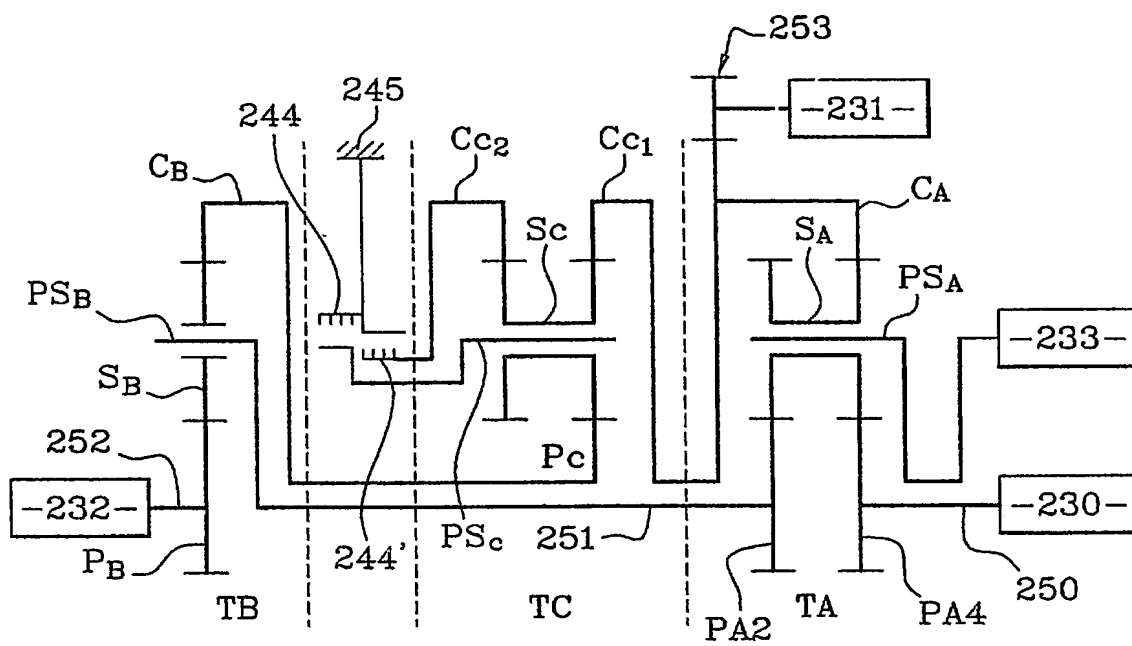 253
245
-231-
244
Cc2
Cc1
CB
CA
Sc
SA
PSB
PSA
-233-
SB
252
Pc
-232-
-230-
PB
244'
PSc
251
250
TB
TC
TA
PA2
PA4